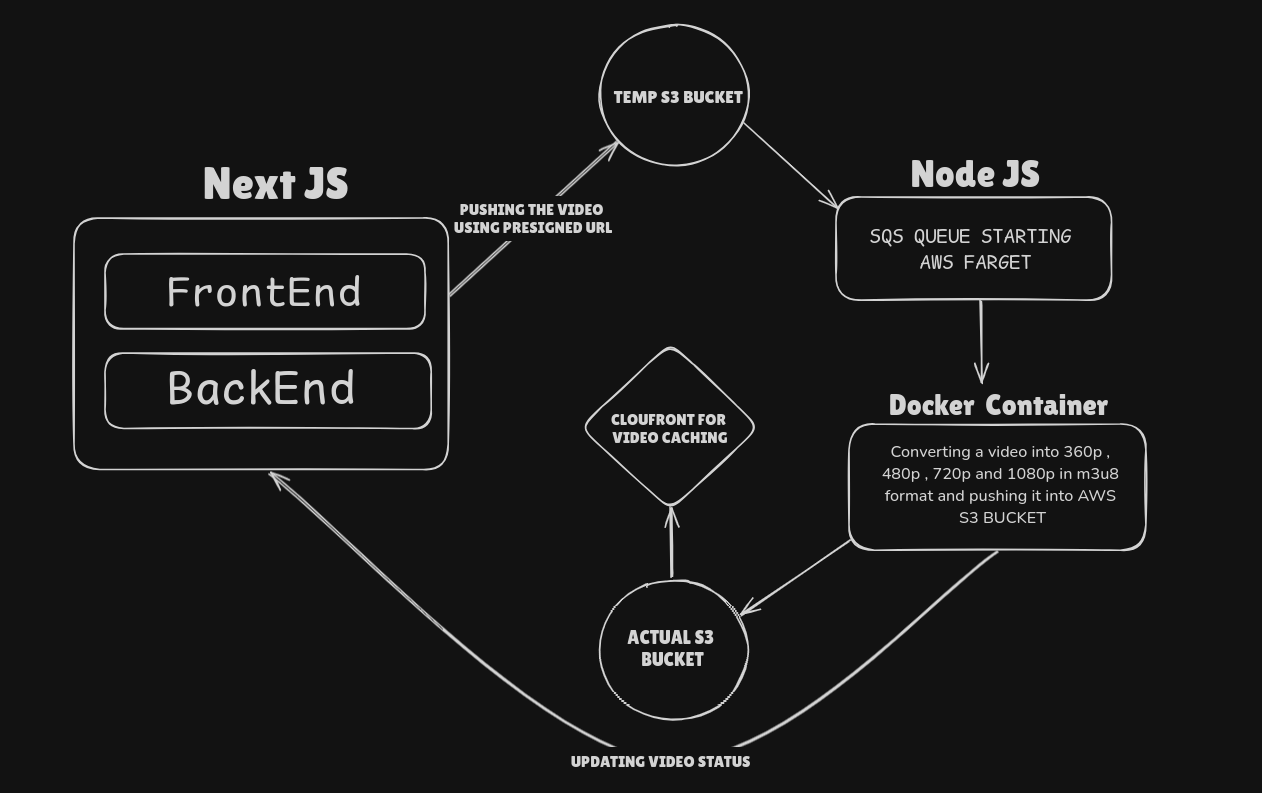 TEMP S3 BUCKET
Next JS
Node JS
PUSHING THE VIDEO
USING PRESIGNED URL
SQS QUEUE STARTING
AWS FARGET
FrontEnd
BackEnd
CLOUFRONT FOR
VIDEO CACHING
Docker Container
Converting a video into 360p ,
480p , 720p and 1080p in m3u8
format and pushing it into AWS
S3 BUCKET
ACTUAL S3
BUCKET
UPDATING VIDEO STATUS